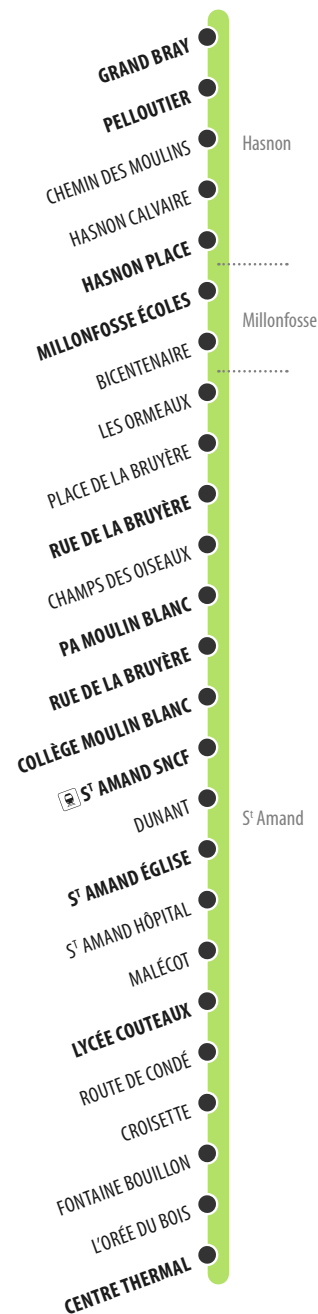 GRAND BRAY
PELLOUTIER
CHEMIN DES MOULINS
Hasnon
HASNON CALVAIRE
HASNON PLACE
MILLONFOSSE ÉCOLES
Millonfosse
BICENTENAIRE
LES ORMEAUX
PLACE DE LA BRUYÈRE
RUE DE LA BRUYÈRE
CHAMPS DES OISEAUX
PA MOULIN BLANC
RUE DE LA BRUYÈRE
COLLÈGE MOULIN BLANC
Sᵀ AMAND SNCF
DUNANT
Sᵗ Amand
Sᵀ AMAND ÉGLISE
Sᵀ AMAND HÔPITAL
MALÉCOT
LYCÉE COUTEAUX
ROUTE DE CONDÉ
CROISETTE
FONTAINE BOUILLON
L'ORÉE DU BOIS
CENTRE THERMAL